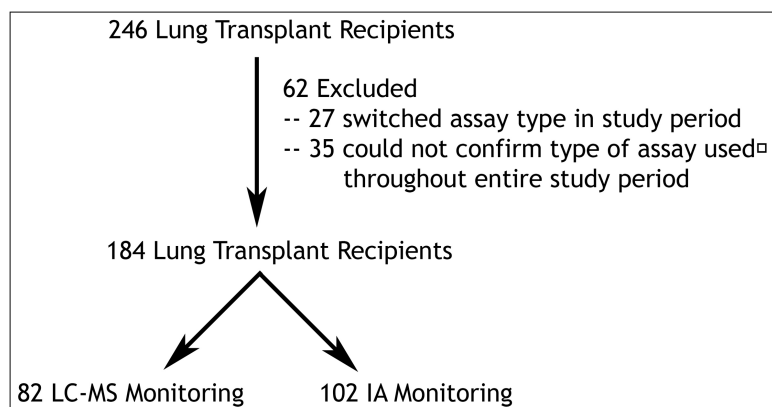 246 Lung Transplant Recipients
62 Excluded
-- 27 switched assay type in study period
-- 35 could not confirm type of assay used
throughout entire study period
184 Lung Transplant Recipients
82 LC-MS Monitoring
102 IA Monitoring